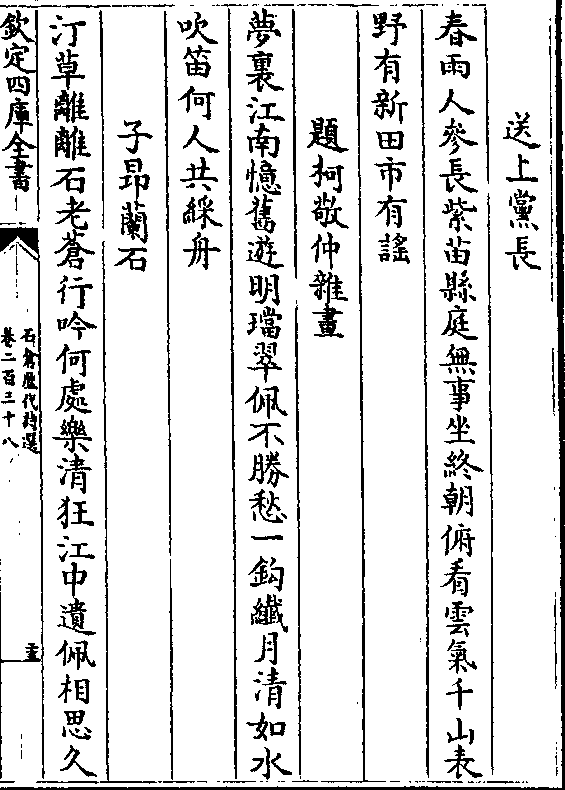 送上黨長
春雨人參長紫苗縣庭無事坐終朝俯看雲氣千山表
野有新田市有謠
題柯敬仲雜畫
夢裏江南憶舊遊明璫翠佩不勝愁一鈎纖月清如水
吹笛何人共綵舟
子昂蘭石
汀草離離石老蒼行吟何處樂清狂江中遺佩相思久
欽定四庫全書
石倉歷代詩選
卷二百三十八